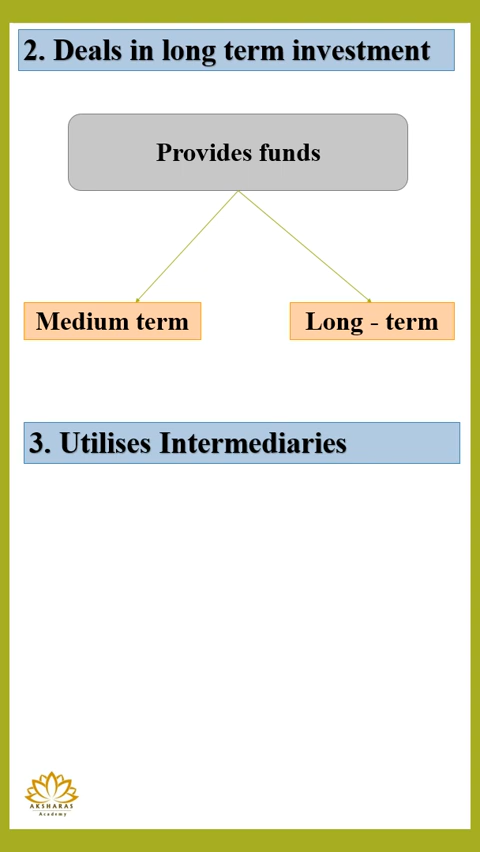 2. Deals in long term investment
Provides funds
Medium term
Long - term
3. Utilises Intermediaries
AKSHARAS
Academy